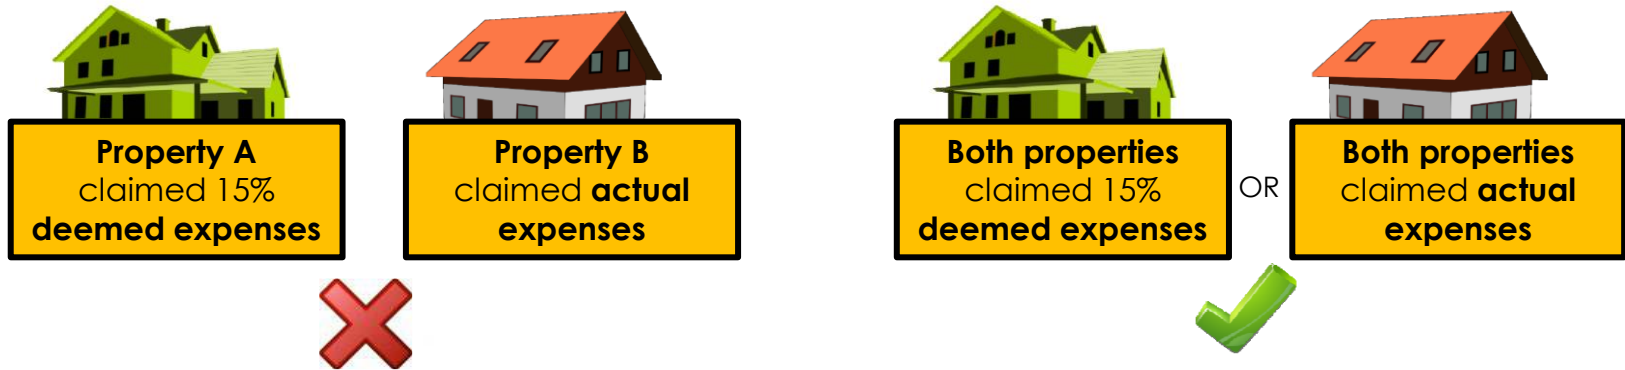 Property A
claimed 15%
deemed expenses
Property B
claimed actual
expenses
Both properties
claimed 15%
deemed expenses
OR
Both properties
claimed actual
expenses